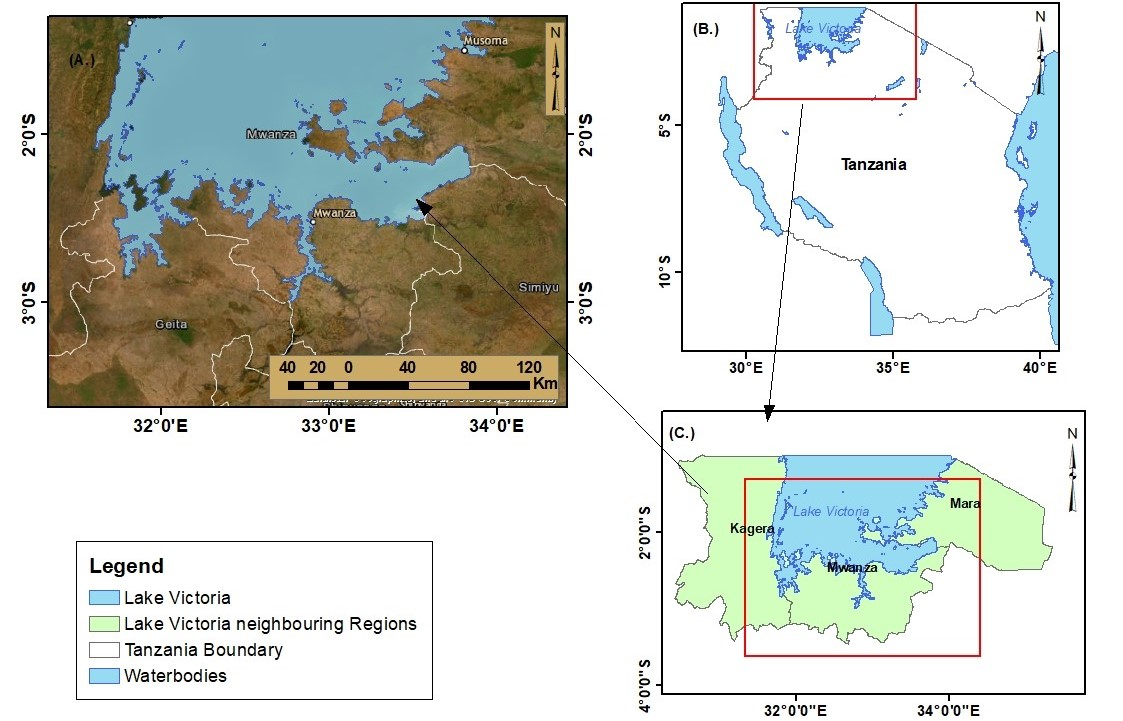 (A.)
Musoma
N
Mwanza
Mwanza
Simiyu
Geita
40 20 0 40 80 120
Km
2°0'S
3°0'S
2°0'S
3°0'S
32°0'E 33°0'E 34°0'E
(B.)
Lake Victoria
N
Tanzania
5°S
10°S
30°E 35°E 40°E
(C.)
N
Lake Victoria
Mara
Kagera
Mwanza
2°0'0"S
4°0'0"S
32°0'0"E 34°0'0"E
Legend
Lake Victoria
Lake Victoria neighbouring Regions
Tanzania Boundary
Waterbodies